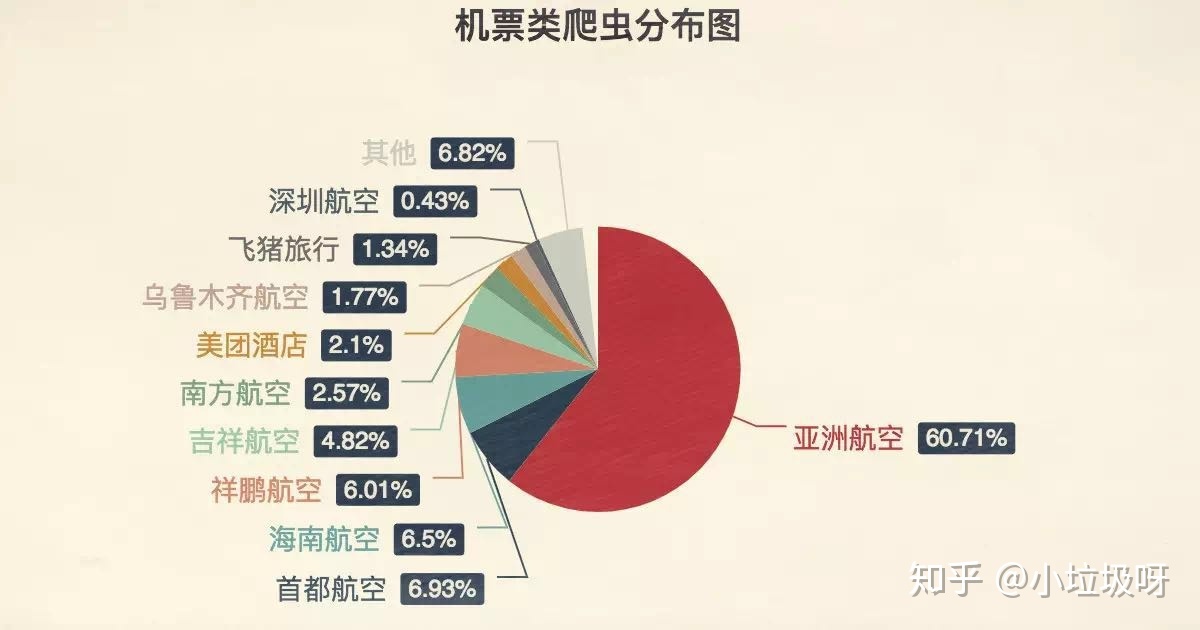 机票类爬虫分布图
其他 6.82%
深圳航空 0.43%
飞猪旅行 1.34%
乌鲁木齐航空 1.77%
美团酒店 2.1%
南方航空 2.57%
吉祥航空 4.82%
亚洲航空 60.71%
祥鹏航空 6.01%
海南航空 6.5%
首都航空 6.93%
知乎 @小垃圾呀